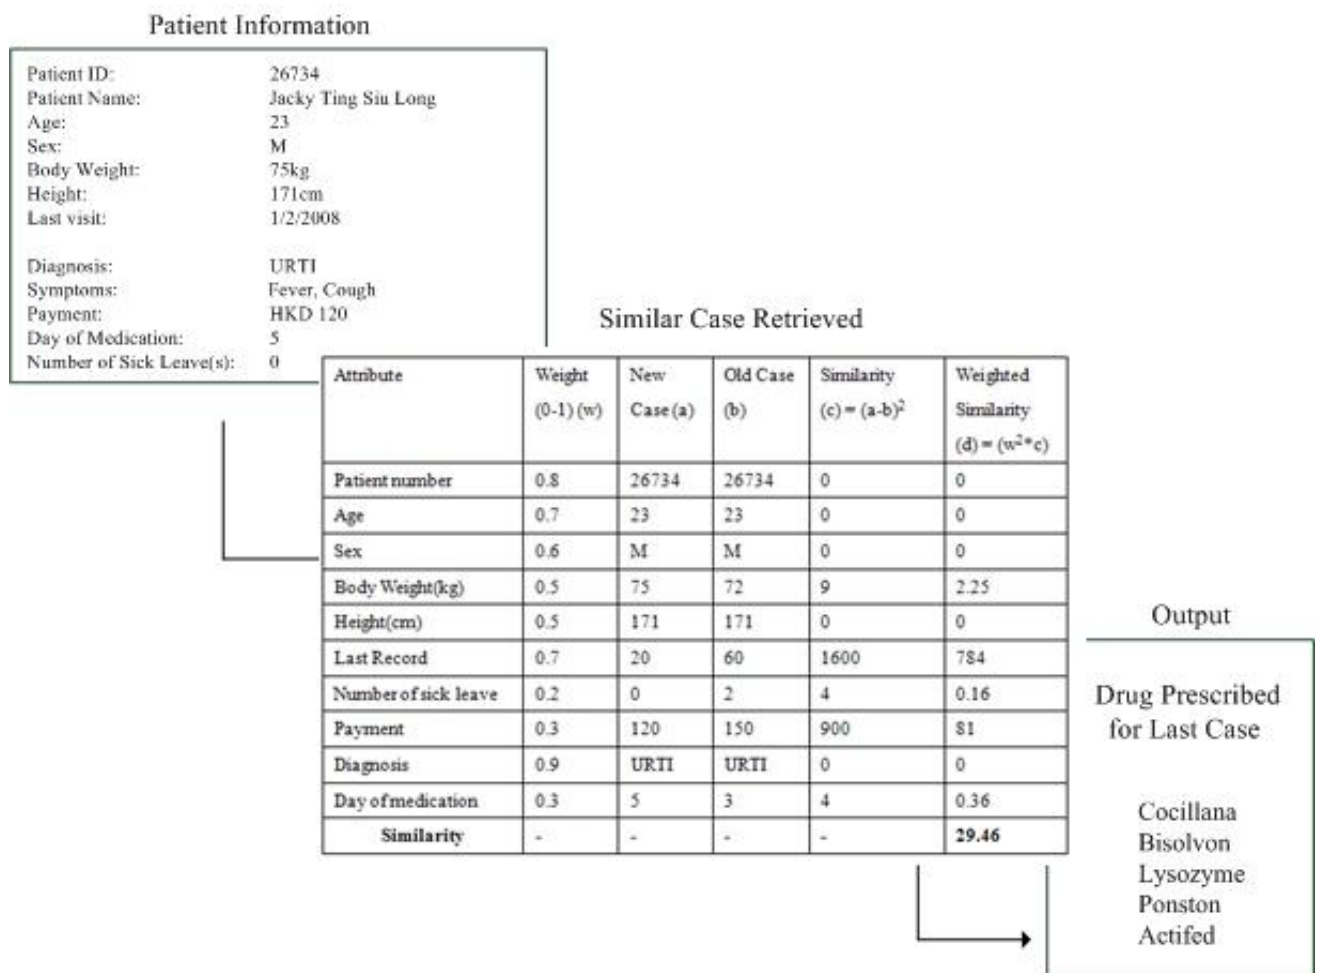 Patient Information
Patient ID: 26734
Patient Name: Jacky Ting Siu Long
Age: 23
Sex: M
Body Weight: 75kg
Height: 171cm
Last visit: 1/2/2008
Diagnosis: URTI
Symptoms: Fever, Cough
Payment: HKD 120
Day of Medication: 5
Number of Sick Leave(s): 0
Similar Case Retrieved
Attribute Weight New Old Case Similarity Weighted
(0-1) (w) Case (a) (b) (c) = (a-b)² Similarity
(d) = (w²*c)
Patient number 0.8 26734 26734 0 0
Age 0.7 23 23 0 0
Sex 0.6 M M 0 0
Body Weight(kg) 0.5 75 72 9 2.25
Height(cm) 0.5 171 171 0 0
Last Record 0.7 20 60 1600 784
Number of sick leave 0.2 0 2 4 0.16
Payment 0.3 120 150 900 81
Diagnosis 0.9 URTI URTI 0 0
Day of medication 0.3 5 3 4 0.36
Similarity - - - - 29.46
Output
Drug Prescribed
for Last Case
Cocillana
Bisolvon
Lysozyme
Ponston
Actifed